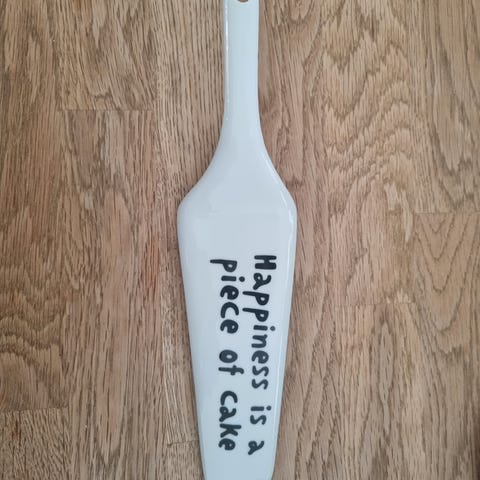 Happiness is a
piece of cake